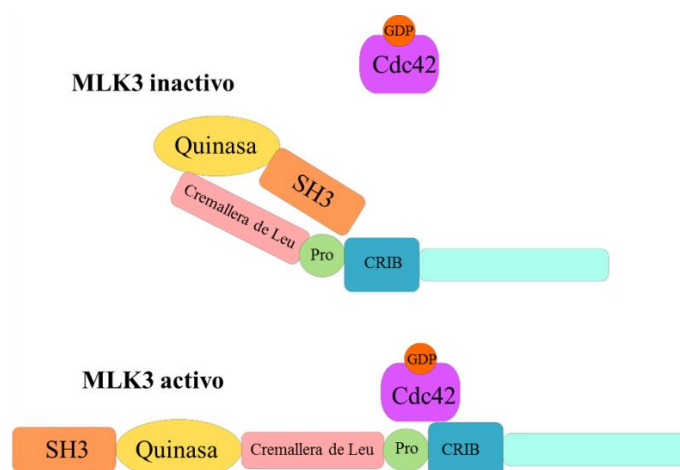 GDP
Cdc42
MLK3 inactivo
Quinasa
SH3
Cremallera de Leu
Pro
CRIB
GDP
MLK3 activo
Cdc42
SH3
Quinasa
Cremallera de Leu
Pro
CRIB